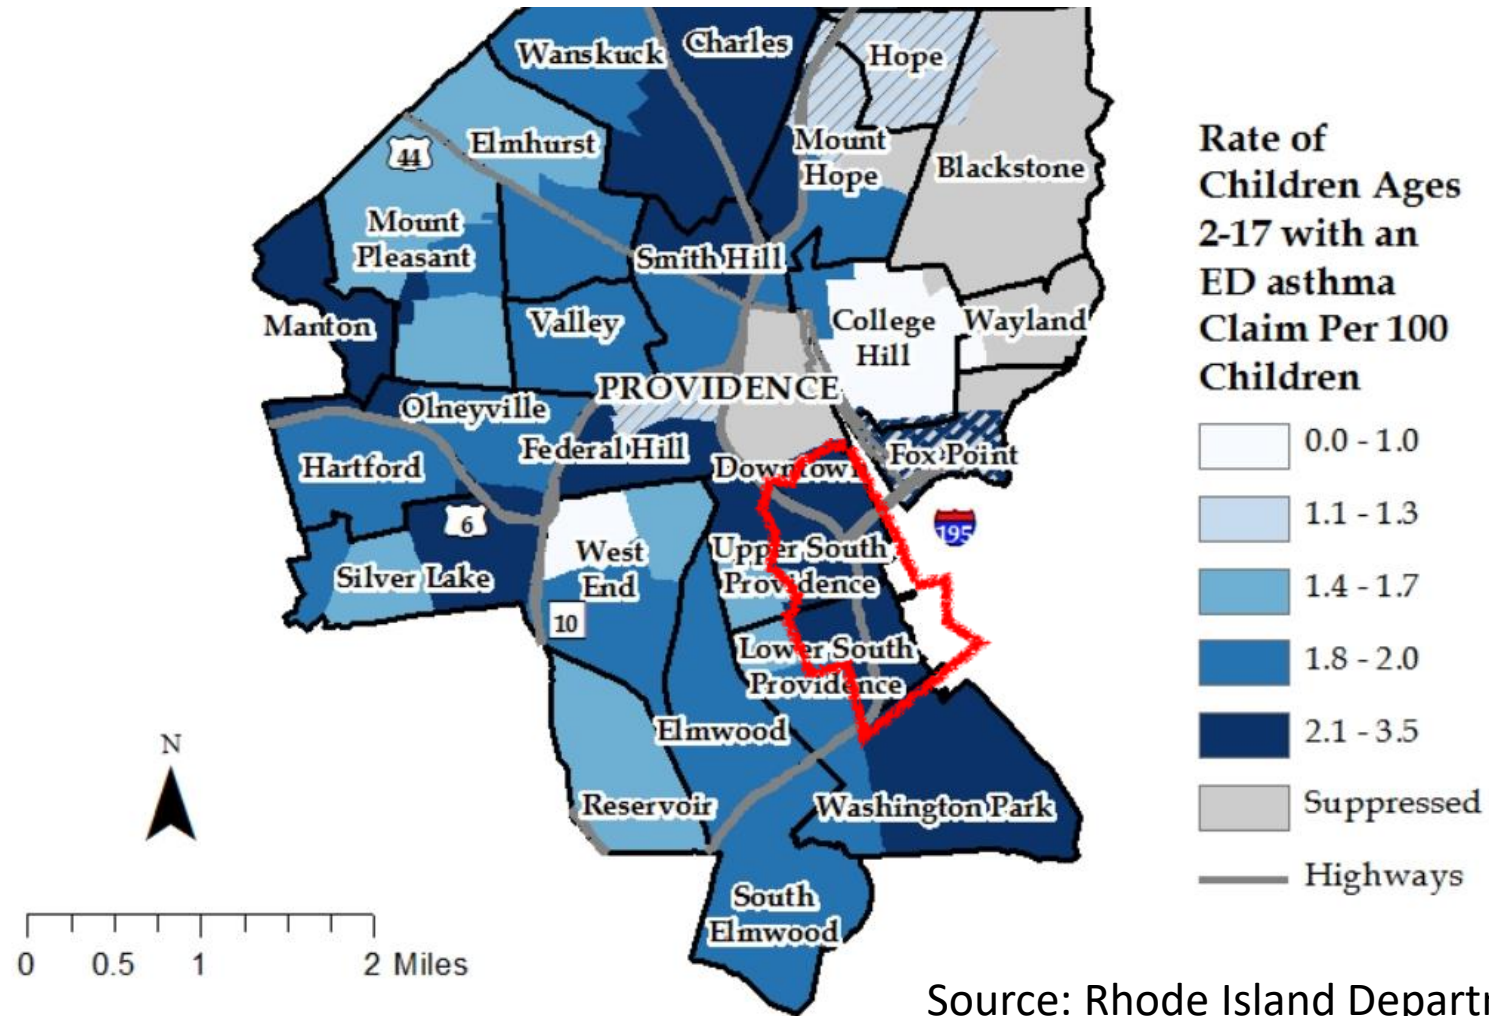 Wanskuck
Charles
Hope
Elmhurst
44
Mount
Hope
Blackstone
Mount
Pleasant
Smith Hill
Manton
Valley
College
Hill
Wayland
PROVIDENCE
Olneyville
Federal Hill
Hartford
Downtown
Fox Point
6
195
West
End
Upper South
Providence
Silver Lake
10
Lower South
Providence
Elmwood
Reservoir
Washington Park
South
Elmwood
N
0 0.5 1 2 Miles
Rate of
Children Ages
2-17 with an
ED asthma
Claim Per 100
Children
0.0 - 1.0
1.1 - 1.3
1.4 - 1.7
1.8 - 2.0
2.1 - 3.5
Suppressed
Highways
Source: Rhode Island